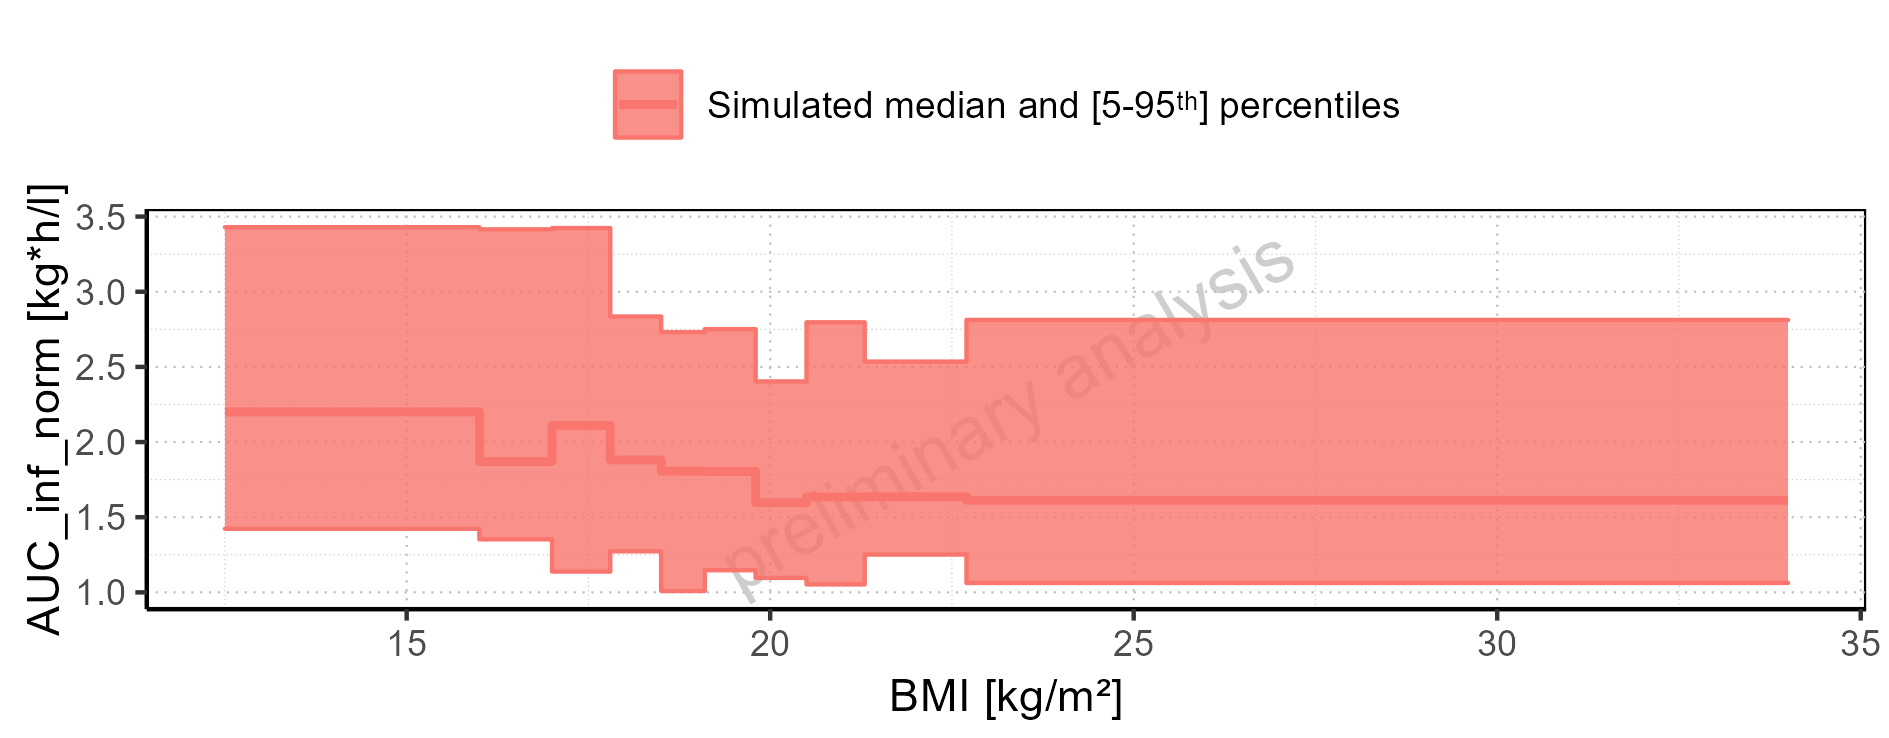 Simulated median and [5-95th] percentiles
AUC_inf_norm [kg*h/l]
3.5
3.0
2.5
2.0
1.5
1.0
preliminary analysis
15 20 25 30 35
BMI [kg/m²]